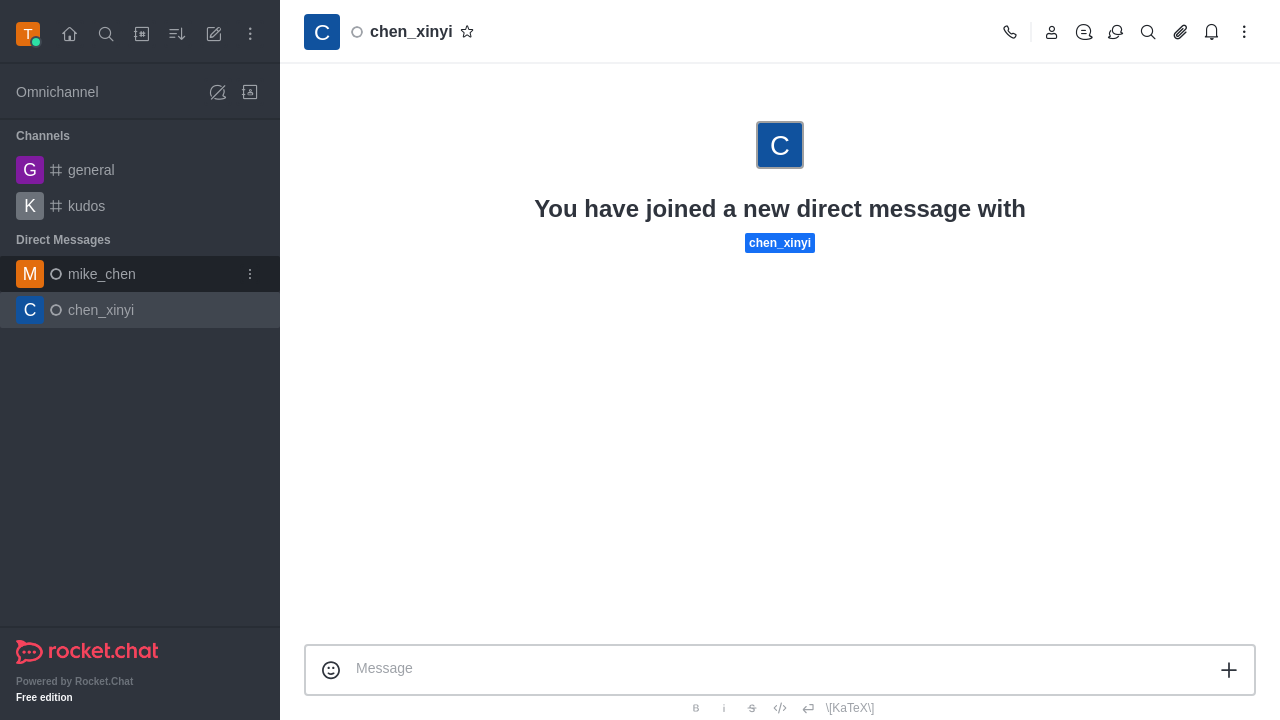 T
Omnichannel
Channels
G general
K kudos
Direct Messages
M mike_chen
C chen_xinyi
rocket.chat
Powered by Rocket.Chat
Free edition
C chen_xinyi
C
You have joined a new direct message with
chen_xinyi
Message
B i S \[KaTeX\]